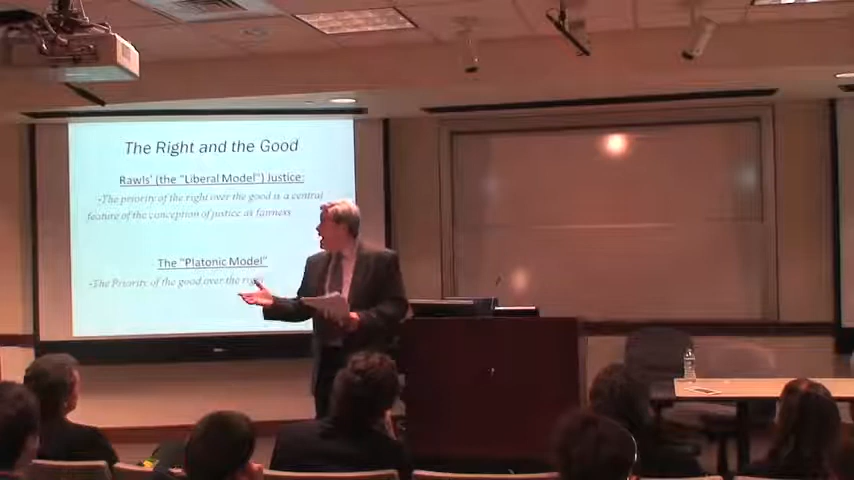 The Right and the Good
Rawls' (the "Liberal Model") Justice:
-The priority of the right over the good is a central
feature of the conception of justice as fairness
The "Platonic Model"
-The Priority of the good over the right